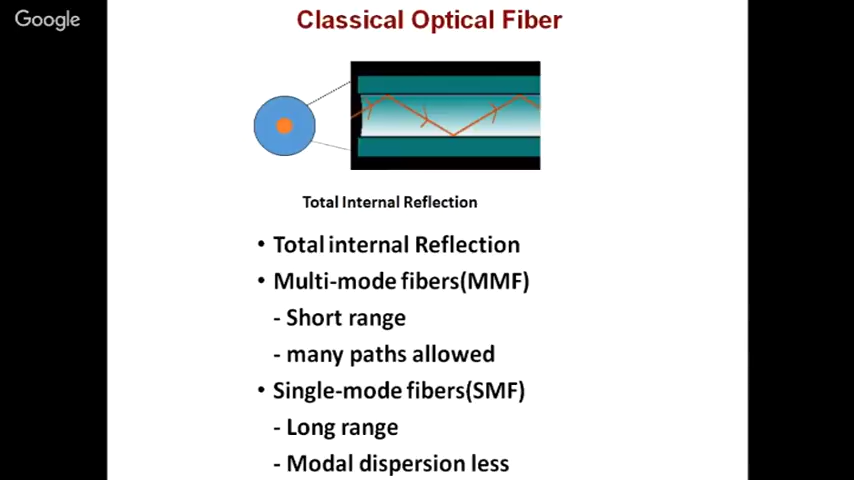 Google
Classical Optical Fiber
Total Internal Reflection
• Total internal Reflection
• Multi-mode fibers(MMF)
- Short range
- many paths allowed
• Single-mode fibers(SMF)
- Long range
- Modal dispersion less